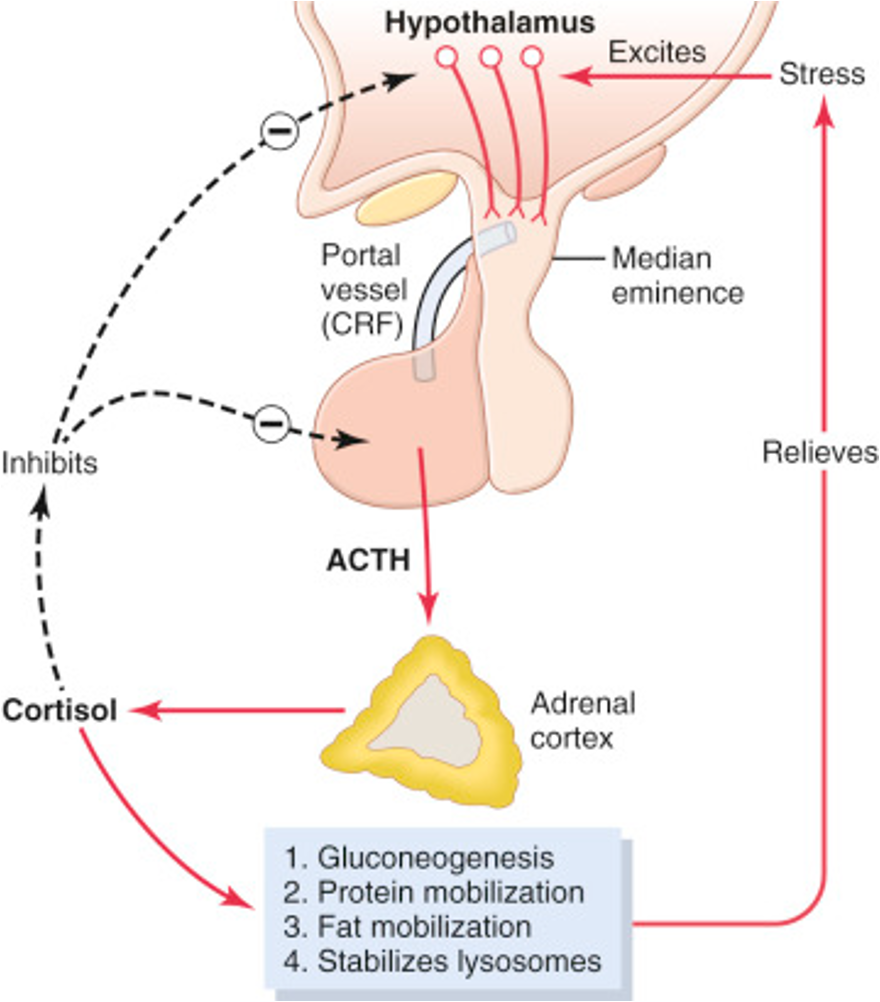 Hypothalamus
Excites
Stress
Portal
vessel
(CRF)
Median
eminence
Inhibits
Relieves
ACTH
Cortisol
Adrenal
cortex
1. Gluconeogenesis
2. Protein mobilization
3. Fat mobilization
4. Stabilizes lysosomes